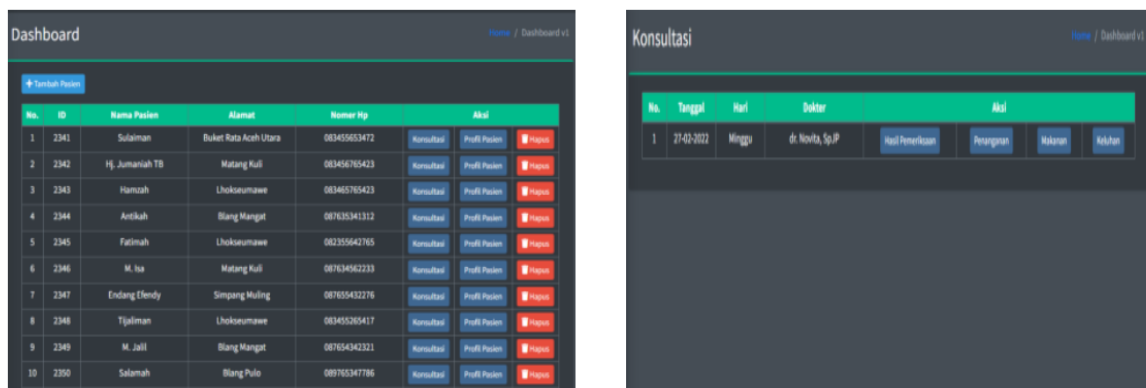 Dashboard
Home / Dashboard v1
Tambah Pasien
No. ID Nama Pasien Alamat Nomer Hp Aksi
1 2341 Sulaiman Buket Rata Aceh Utara 083455653472 Konsultasi Profil Pasien Hapus
2 2342 Hj. Jumaniah TB Matang Kuli 083456765423 Konsultasi Profil Pasien Hapus
3 2343 Hamzah Lhokseumawe 083465765423 Konsultasi Profil Pasien Hapus
4 2344 Antikah Blang Mangat 087635341312 Konsultasi Profil Pasien Hapus
5 2345 Fatimah Lhokseumawe 082355642765 Konsultasi Profil Pasien Hapus
6 2346 M. Isa Matang Kuli 087634562233 Konsultasi Profil Pasien Hapus
7 2347 Endang Efendy Simpang Muling 087655432276 Konsultasi Profil Pasien Hapus
8 2348 Tijaliman Lhokseumawe 083455265417 Konsultasi Profil Pasien Hapus
9 2349 M. Jalil Blang Mangat 087654342321 Konsultasi Profil Pasien Hapus
10 2350 Salamah Blang Pulo 089765347786 Konsultasi Profil Pasien Hapus
Konsultasi
Home / Dashboard v1
No. Tanggal Hari Dokter Aksi
1 27-02-2022 Minggu dr. Novita, Sp.JP Hasil Pemeriksaan Penanganan Makanan Keluhan